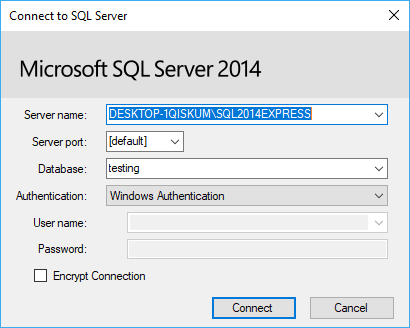 Connect to SQL Server
Microsoft SQL Server 2014
Server name: DESKTOP-1QISKUM\SQL2014EXPRESS
Server port: [default]
Database: testing
Authentication: Windows Authentication
User name:
Password:
Encrypt Connection
Connect Cancel